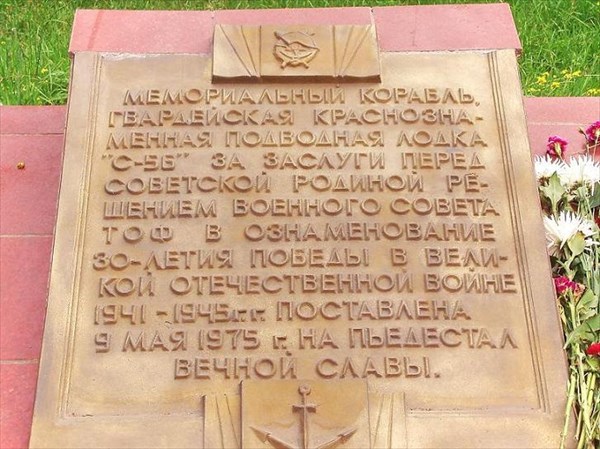 МЕМОРИАЛЬНЫЙ КОРАБЛЬ,
ГВАРДЕЙСКАЯ КРАСНОЗНА-
МЕННАЯ ПОДВОДНАЯ ЛОДКА
"С-56" ЗА ЗАСЛУГИ ПЕРЕД
СОВЕТСКОЙ РОДИНОЙ РЕ-
ШЕНИЕМ ВОЕННОГО СОВЕТА
ТОФ В ОЗНАМЕНОВАНИЕ
30-ЛЕТИЯ ПОБЕДЫ В ВЕЛИ-
КОЙ ОТЕЧЕСТВЕННОЙ ВОЙНЕ
1941 -1945г.г. ПОСТАВЛЕНА
9 МАЯ 1975 г. НА ПЬЕДЕСТАЛ
ВЕЧНОЙ СЛАВЫ.